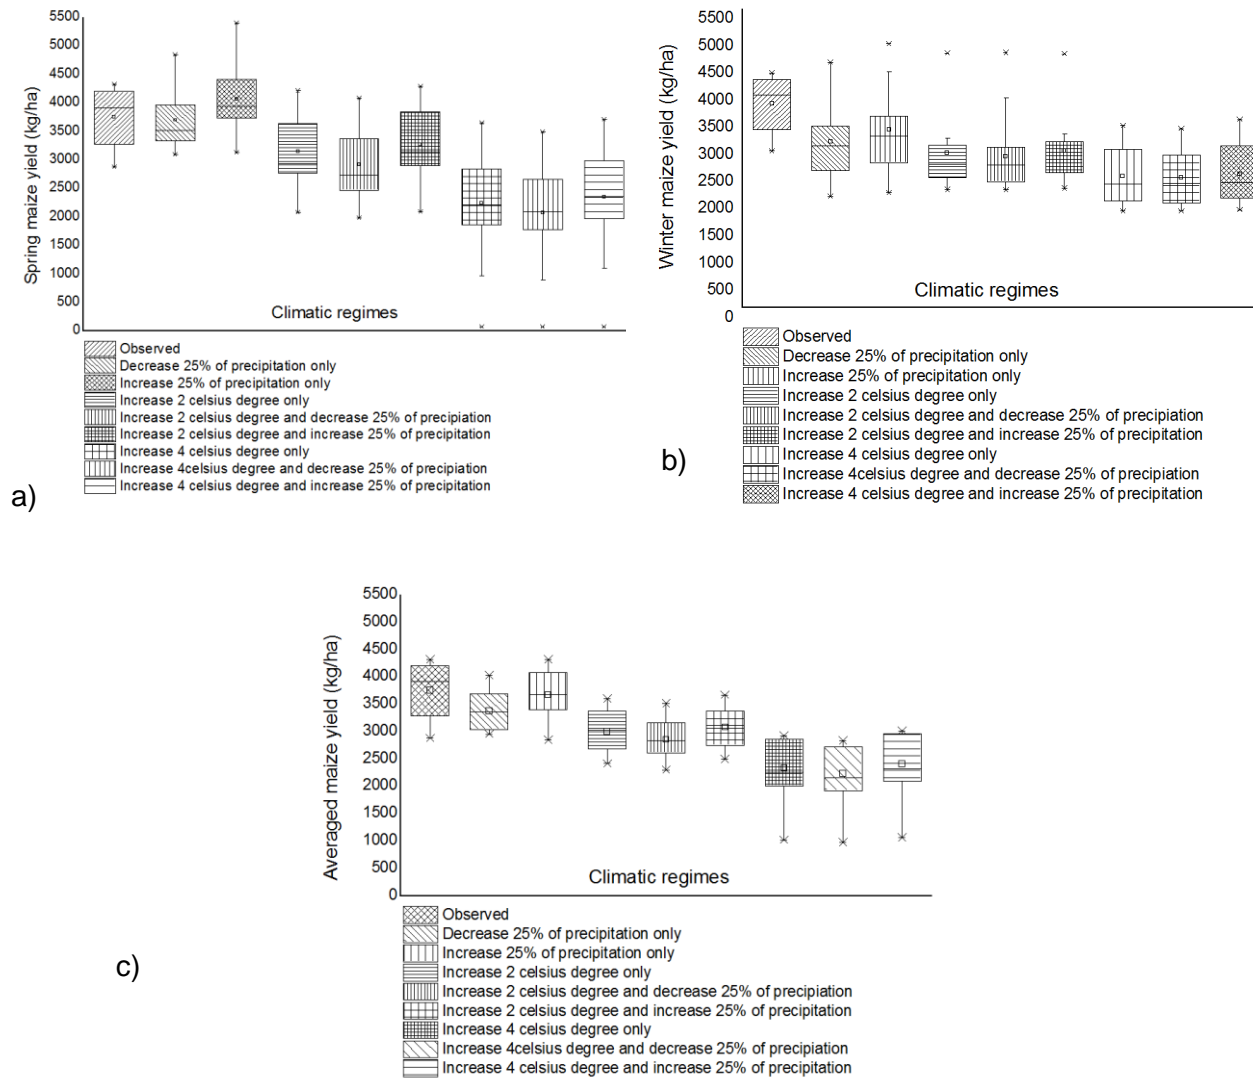 5500
5000
4500
4000
3500
3000
2500
2000
1500
1000
500
0
Spring maize yield (kg/ha)
Climatic regimes
Observed
Decrease 25% of precipitation only
Increase 25% of precipitation only
Increase 2 celsius degree only
Increase 2 celsius degree and decrease 25% of precipiation
Increase 2 celsius degree and increase 25% of precipitation
Increase 4 celsius degree only
Increase 4celsius degree and decrease 25% of precipiation
Increase 4 celsius degree and increase 25% of precipitation
a)
5500
5000
4500
4000
3500
3000
2500
2000
1500
1000
500
0
Winter maize yield (kg/ha)
Climatic regimes
Observed
Decrease 25% of precipitation only
Increase 25% of precipitation only
Increase 2 celsius degree only
Increase 2 celsius degree and decrease 25% of precipiation
Increase 2 celsius degree and increase 25% of precipitation
Increase 4 celsius degree only
Increase 4celsius degree and decrease 25% of precipiation
Increase 4 celsius degree and increase 25% of precipitation
b)
5500
5000
4500
4000
3500
3000
2500
2000
1500
1000
500
0
Averaged maize yield (kg/ha)
Climatic regimes
Observed
Decrease 25% of precipitation only
Increase 25% of precipitation only
Increase 2 celsius degree only
Increase 2 celsius degree and decrease 25% of precipiation
Increase 2 celsius degree and increase 25% of precipitation
Increase 4 celsius degree only
Increase 4celsius degree and decrease 25% of precipiation
Increase 4 celsius degree and increase 25% of precipitation
c)